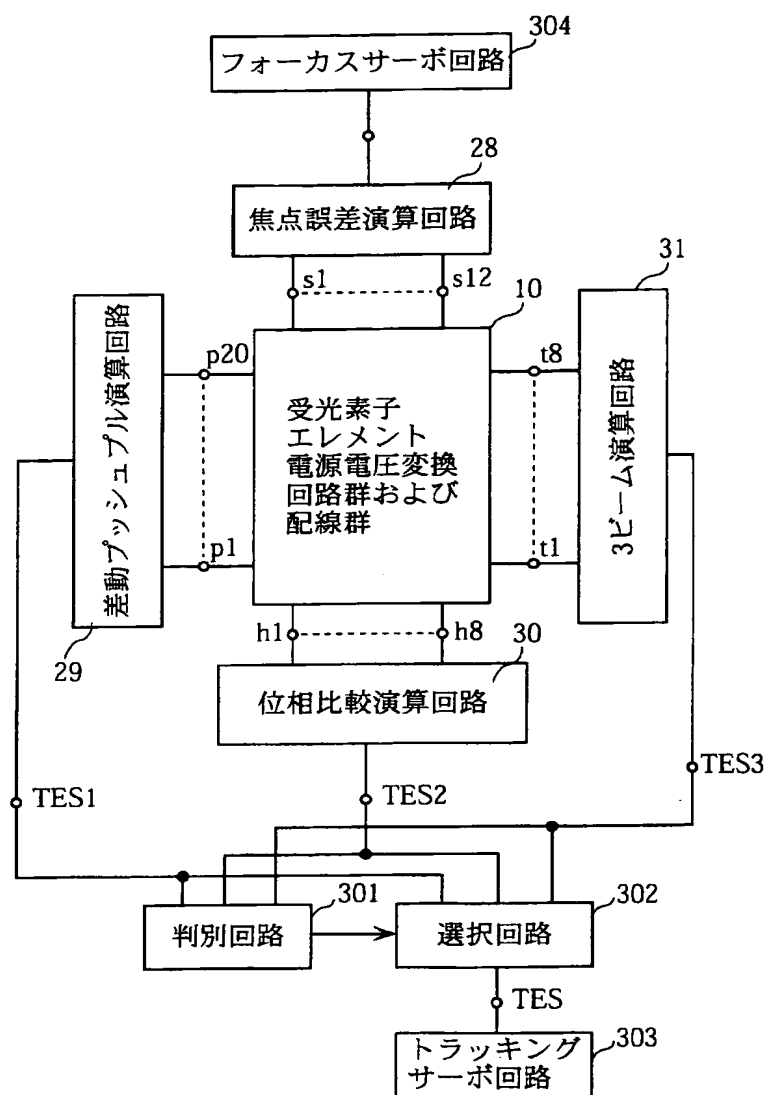 304
フォーカスサーボ回路
28
焦点誤差演算回路
31
s1
s12
10
差動プッシュプル演算回路
p20
t8
受光素子
エレメント
電源電圧変換
回路群および
配線群
3ビーム演算回路
p1
t1
29
h1
h8
30
位相比較演算回路
TES1
TES2
TES3
301
判別回路
302
選択回路
TES
303
トラッキング
サーボ回路